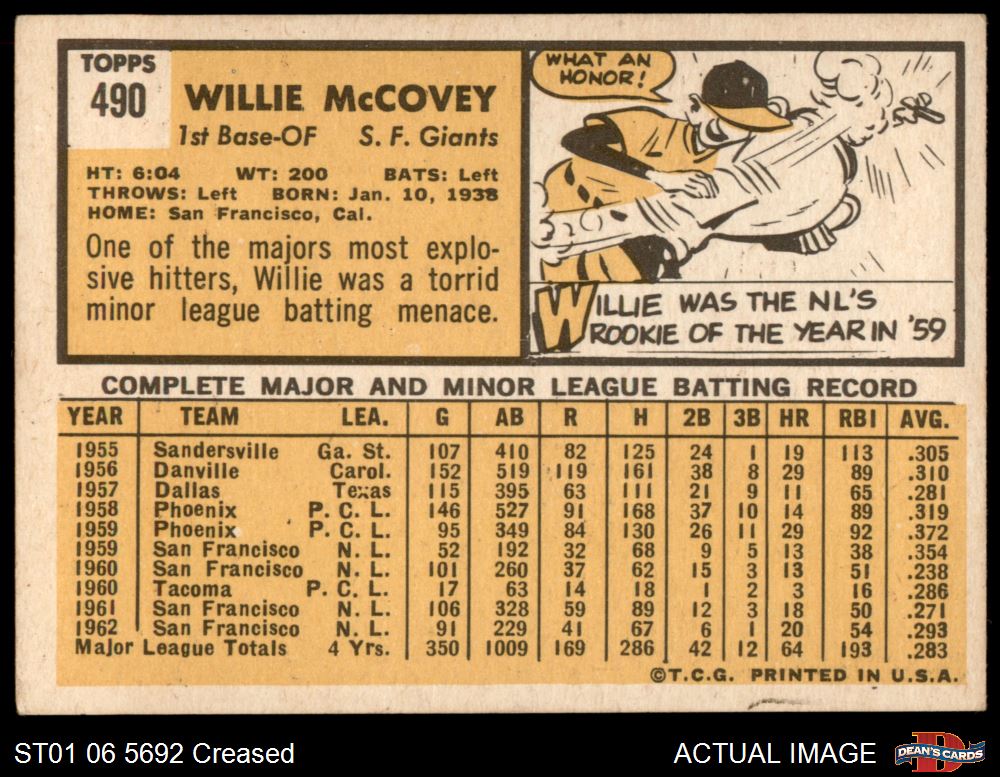 TOPPS
490
WILLIE McCOVEY
1st Base-OF S. F. Giants
HT: 6:04 WT: 200 BATS: Left
THROWS: Left BORN: Jan. 10, 1938
HOME: San Francisco, Cal.
One of the majors most explo-
sive hitters, Willie was a torrid
minor league batting menace.
WHAT AN
HONOR!
WILLIE WAS THE NL'S
ROOKIE OF THE YEAR IN '59
COMPLETE MAJOR AND MINOR LEAGUE BATTING RECORD
YEAR TEAM LEA. G AB R H 2B 3B HR RBI AVG.
1955 Sandersville Ga. St. 107 410 82 125 24 1 19 113 .305
1956 Danville Carol. 152 519 119 161 38 8 29 89 .310
1957 Dallas Texas 115 395 63 111 21 9 11 65 .281
1958 Phoenix P. C. L. 146 527 91 168 37 10 14 89 .319
1959 Phoenix P. C. L. 95 349 84 130 26 11 29 92 .372
1959 San Francisco N. L. 52 192 32 68 9 5 13 38 .354
1960 San Francisco N. L. 101 260 37 62 15 3 13 51 .238
1960 Tacoma P. C. L. 17 63 14 18 1 2 3 16 .286
1961 San Francisco N. L. 106 328 59 89 12 3 18 50 .271
1962 San Francisco N. L. 91 229 41 67 6 1 20 54 .293
Major League Totals 4 Yrs. 350 1009 169 286 42 12 64 193 .283
©T.C.G. PRINTED IN U.S.A.
ST01 06 5692 Creased
ACTUAL IMAGE
DEAN'S CARDS